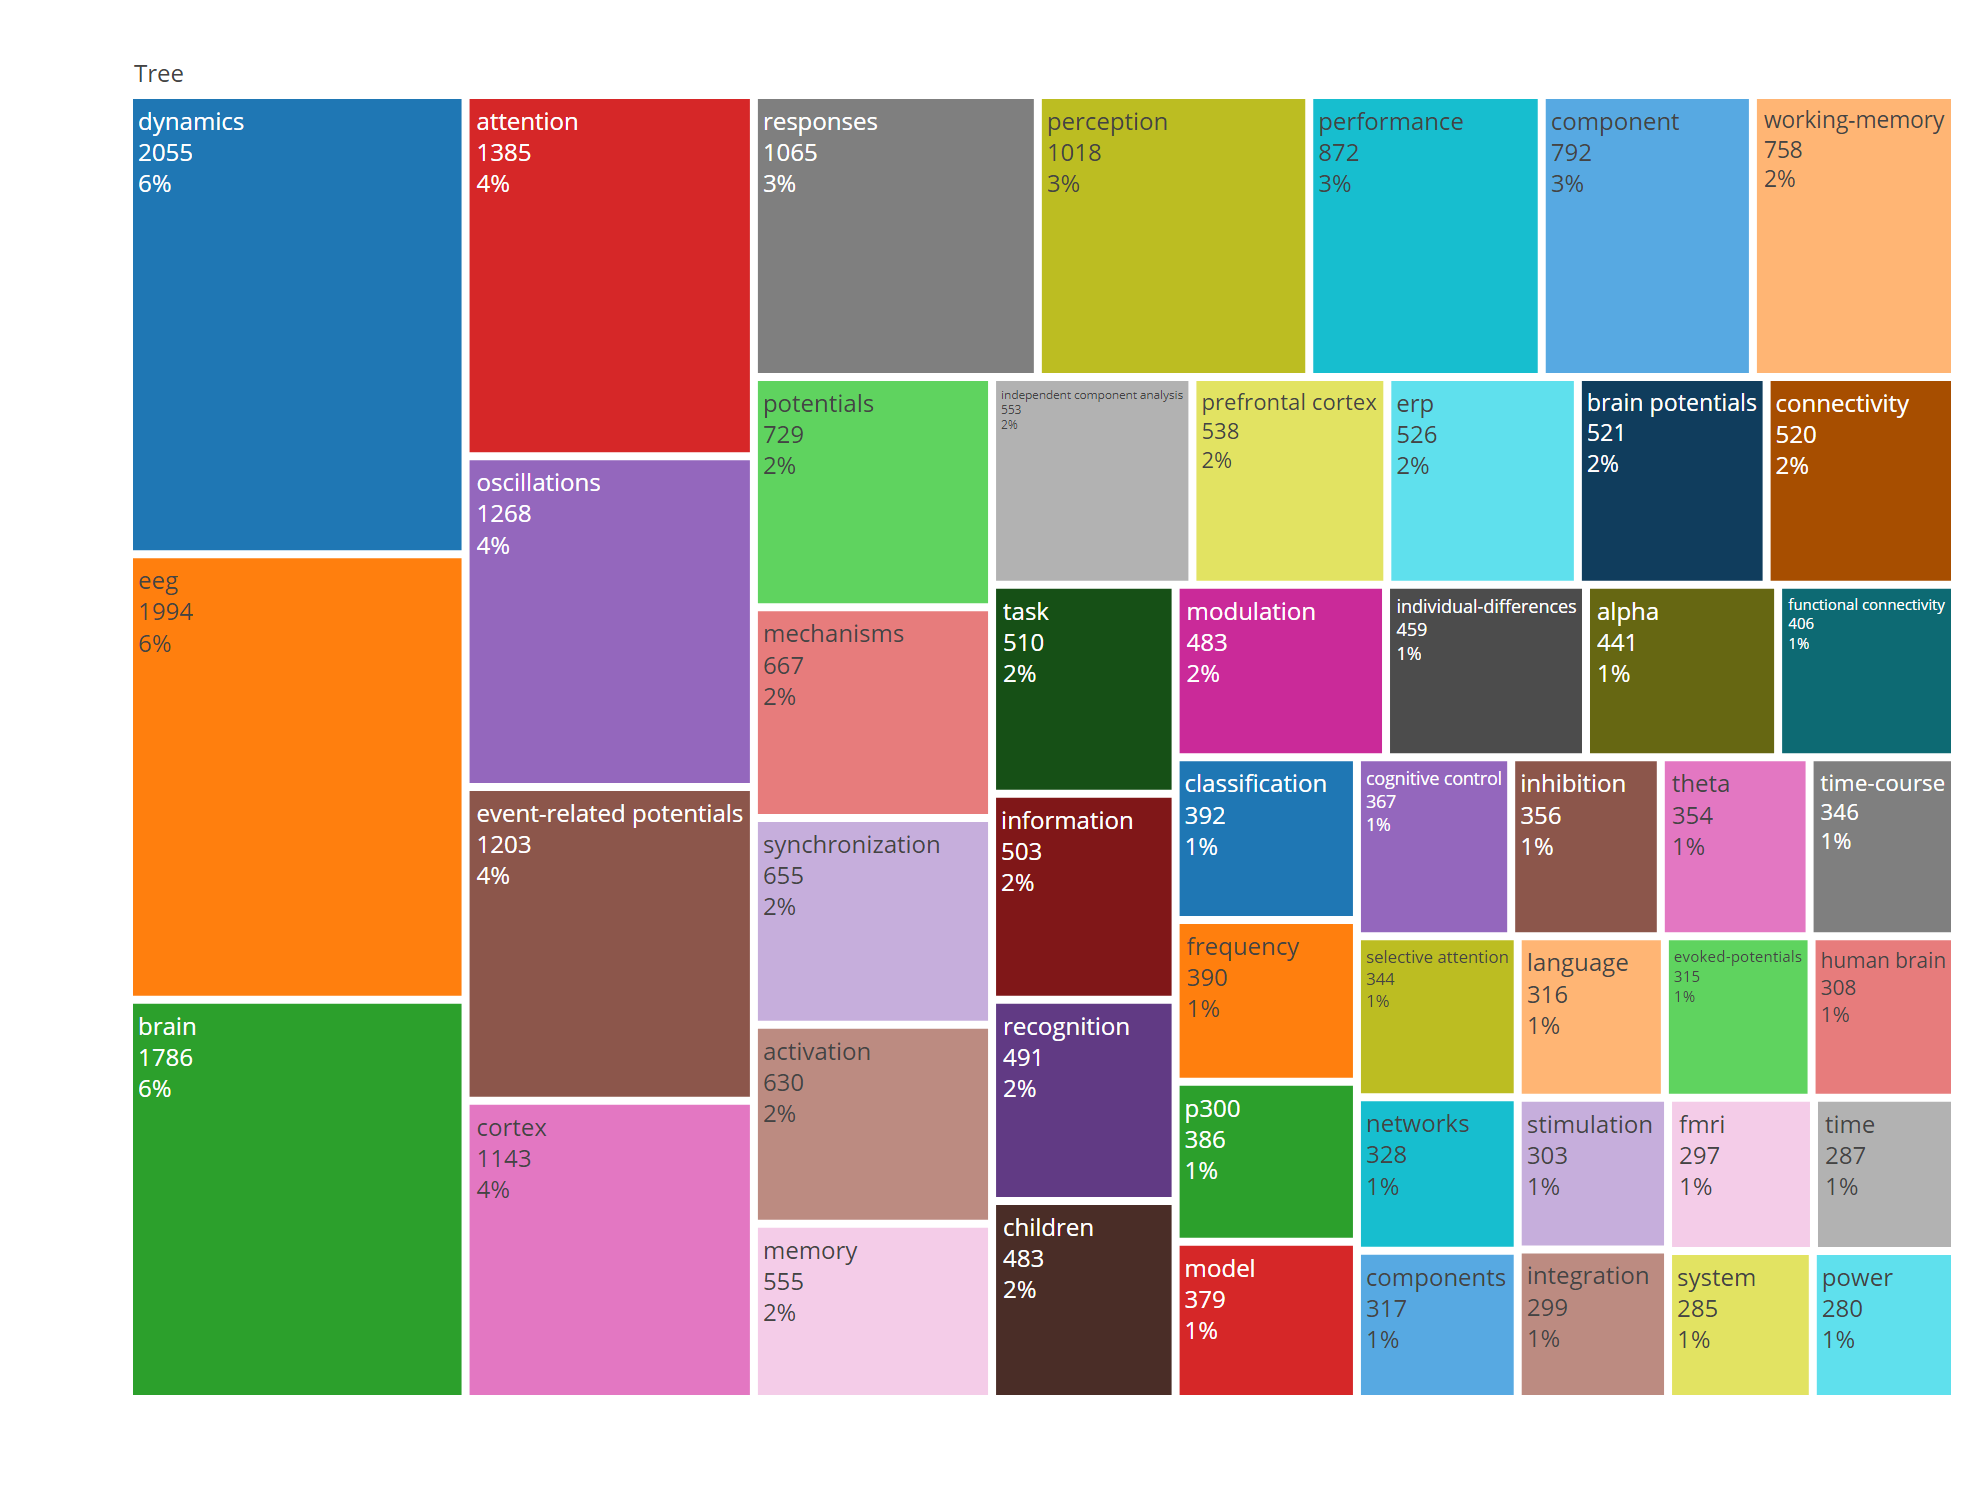 Tree
dynamics
2055
6%
eeg
1994
6%
brain
1786
6%
attention
1385
4%
oscillations
1268
4%
event-related potentials
1203
4%
cortex
1143
4%
responses
1065
3%
perception
1018
3%
performance
872
3%
component
792
3%
working-memory
758
2%
potentials
729
2%
mechanisms
667
2%
synchronization
655
2%
activation
630
2%
memory
555
2%
independent component analysis
553
2%
prefrontal cortex
538
2%
erp
526
2%
brain potentials
521
2%
connectivity
520
2%
task
510
2%
information
503
2%
recognition
491
2%
children
483
2%
modulation
483
2%
individual-differences
459
1%
alpha
441
1%
functional connectivity
406
1%
classification
392
1%
frequency
390
1%
p300
386
1%
model
379
1%
cognitive control
367
1%
inhibition
356
1%
theta
354
1%
time-course
346
1%
selective attention
344
1%
language
316
1%
evoked-potentials
315
1%
human brain
308
1%
networks
328
1%
components
317
1%
stimulation
303
1%
integration
299
1%
fmri
297
1%
time
287
1%
system
285
1%
power
280
1%